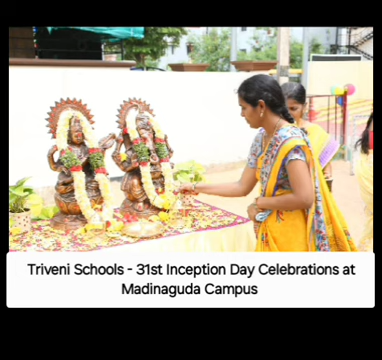 Triveni Schools - 31st Inception Day Celebrations at
Madinaguda Campus